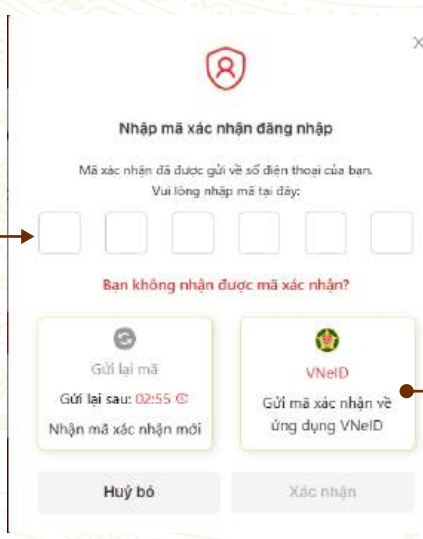 X
Nhập mã xác nhận đăng nhập
Mã xác nhận đã được gửi về số điện thoại của bạn.
Vui lòng nhập mã tại đây:
Bạn không nhận được mã xác nhận?
Gửi lại mã
Gửi lại sau: 02:55
Nhận mã xác nhận mới
VNeID
Gửi mã xác nhận về
ứng dụng VNeID
Huỷ bỏ
Xác nhận